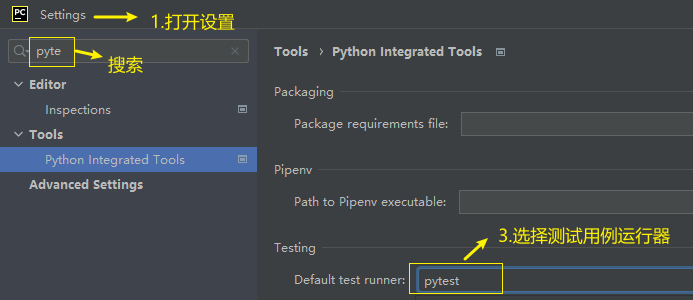 PC
Settings
1.打开设置
pyte
搜索
Editor
Inspections
Tools
Python Integrated Tools
Advanced Settings
Tools › Python Integrated Tools
Packaging
Package requirements file:
Pipenv
Path to Pipenv executable:
3.选择测试用例运行器
Testing
Default test runner: pytest